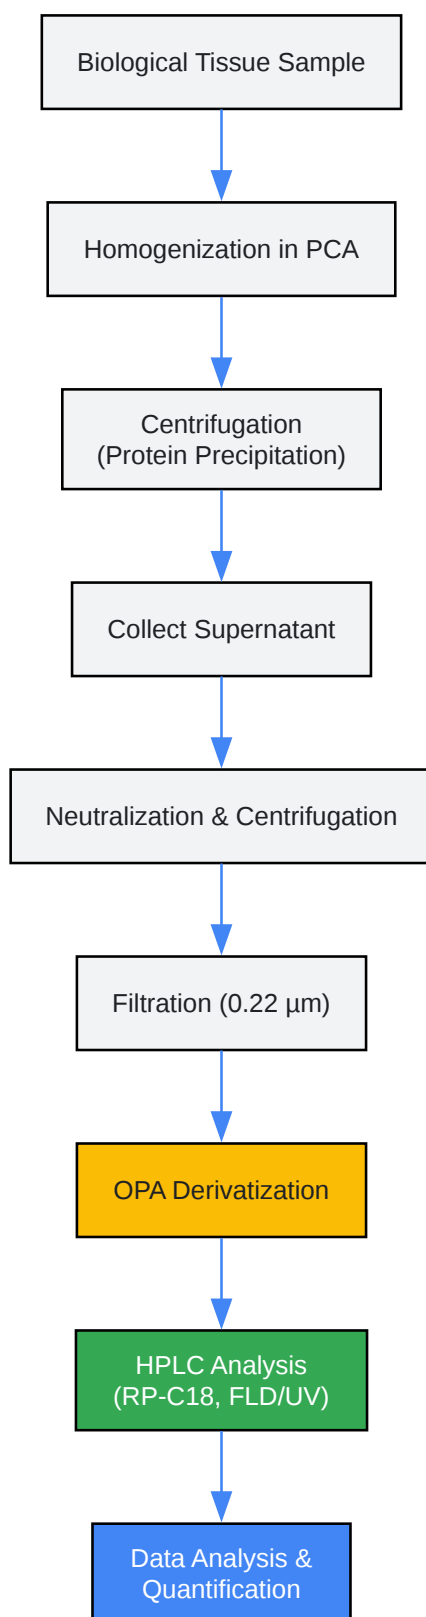 Biological Tissue Sample
Homogenization in PCA
Centrifugation
(Protein Precipitation)
Collect Supernatant
Neutralization & Centrifugation
Filtration (0.22 µm)
OPA Derivatization
HPLC Analysis
(RP-C18, FLD/UV)
Data Analysis &
Quantification